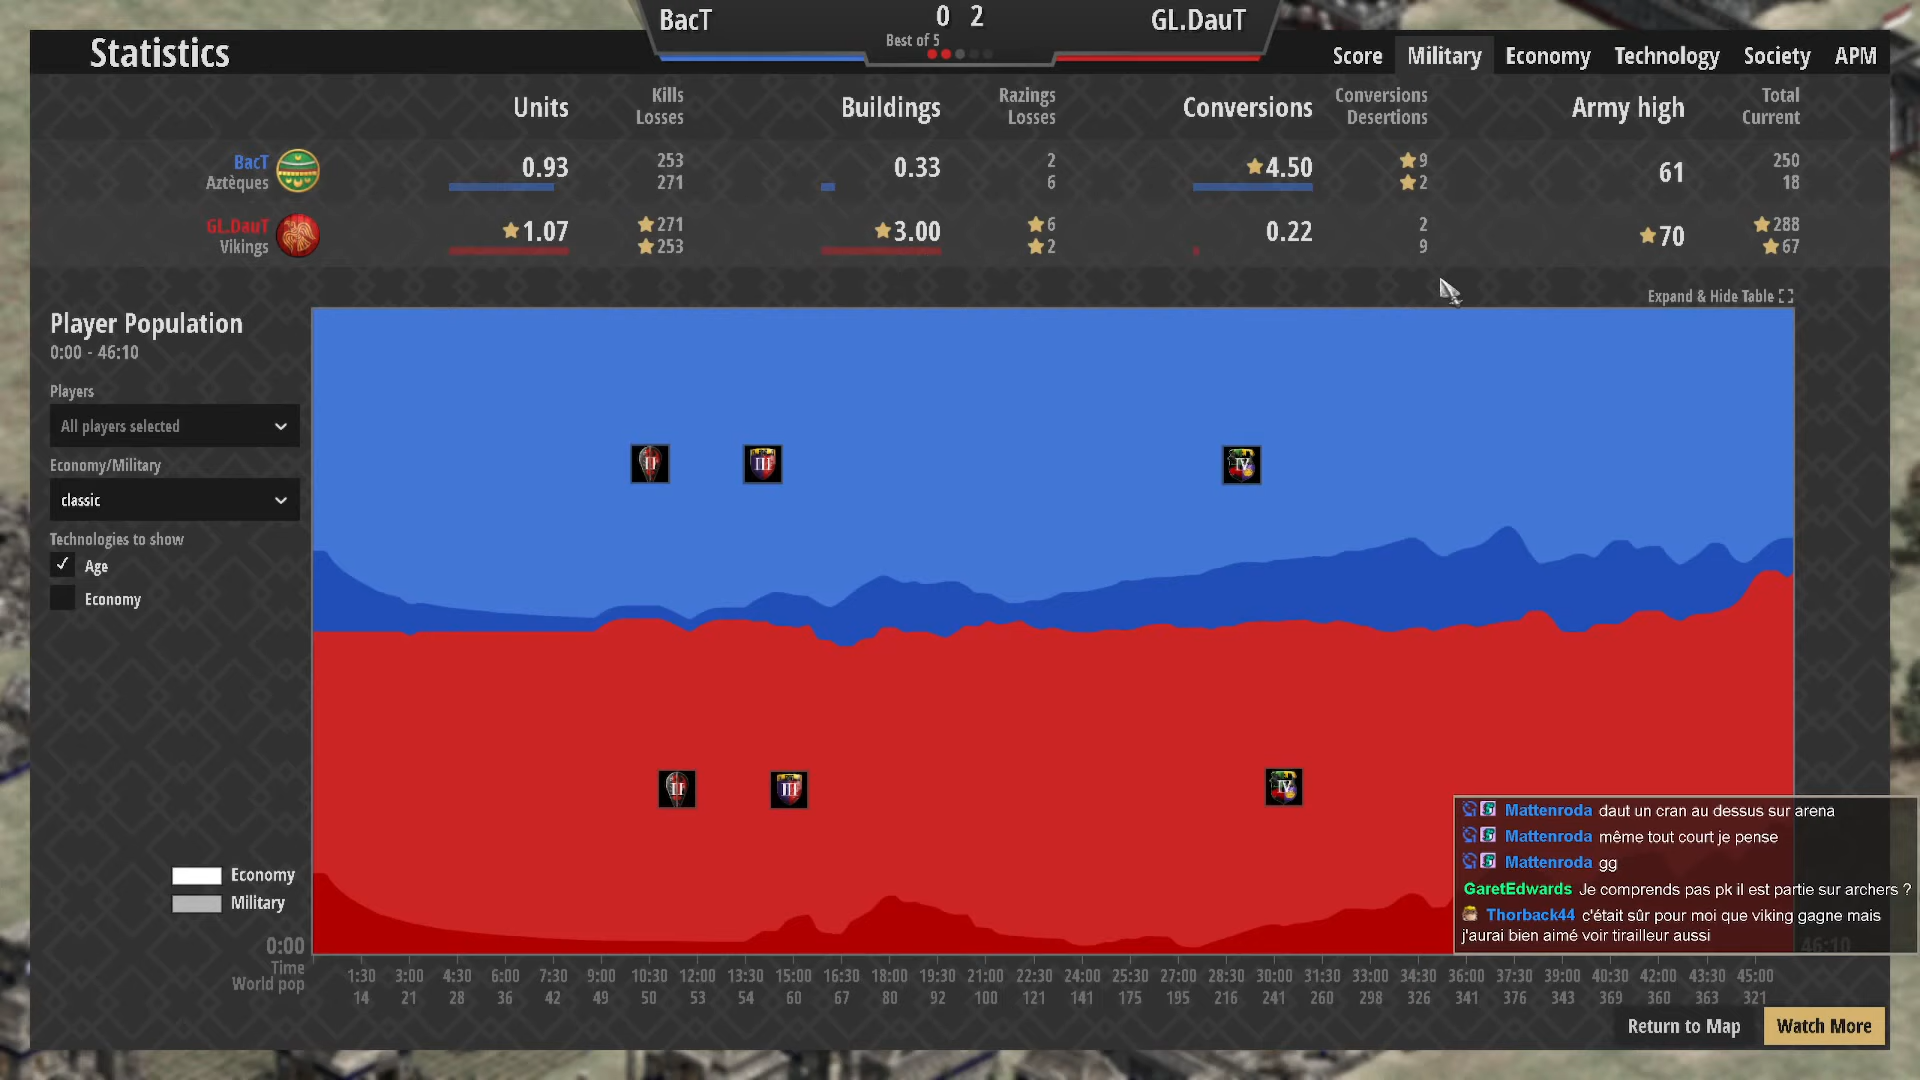 BacT
0 2
GL.DauT
Best of 5
Statistics
Score Military Economy Technology Society APM
Units Kills Losses Buildings Razings Losses Conversions Conversions Desertions Army high Total Current
BacT
Aztèques
0.93 253 271 0.33 2 6 4.50 9 2 61 250 18
GL.DauT
Vikings
1.07 271 253 3.00 6 2 0.22 2 9 70 288 67
Expand & Hide Table
Player Population
0:00 - 46:10
Players
All players selected
Economy/Military
classic
Technologies to show
Age
Economy
II III IV
II III IV
Economy
Military
Mattenroda daut un cran au dessus sur arena
Mattenroda même tout court je pense
Mattenroda gg
GaretEdwards Je comprends pas pk il est partie sur archers ?
Thorback44 c'était sûr pour moi que viking gagne mais
j'aurai bien aimé voir tirailleur aussi
0:00 46:10
Time 1:30 3:00 4:30 6:00 7:30 9:00 10:30 12:00 13:30 15:00 16:30 18:00 19:30 21:00 22:30 24:00 25:30 27:00 28:30 30:00 31:30 33:00 34:30 36:00 37:30 39:00 40:30 42:00 43:30 45:00
World pop 14 21 28 36 42 49 50 53 54 60 67 80 92 100 121 141 175 195 216 241 260 298 326 341 376 343 369 360 363 321
Return to Map Watch More